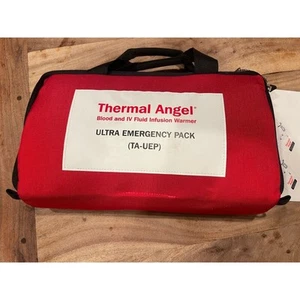 Thermal Angel®
Blood and IV Fluid Infusion Warmer
ULTRA EMERGENCY PACK
(TA-UEP)